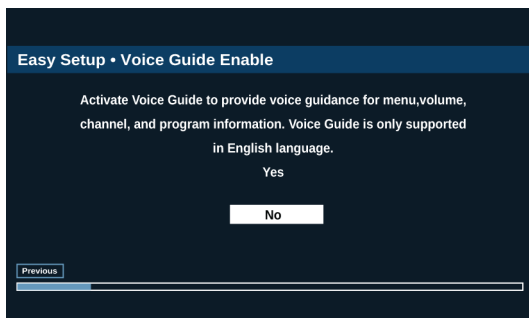 Easy Setup • Voice Guide Enable
Activate Voice Guide to provide voice guidance for menu,volume,
channel, and program information. Voice Guide is only supported
in English language.
Yes
No
Previous